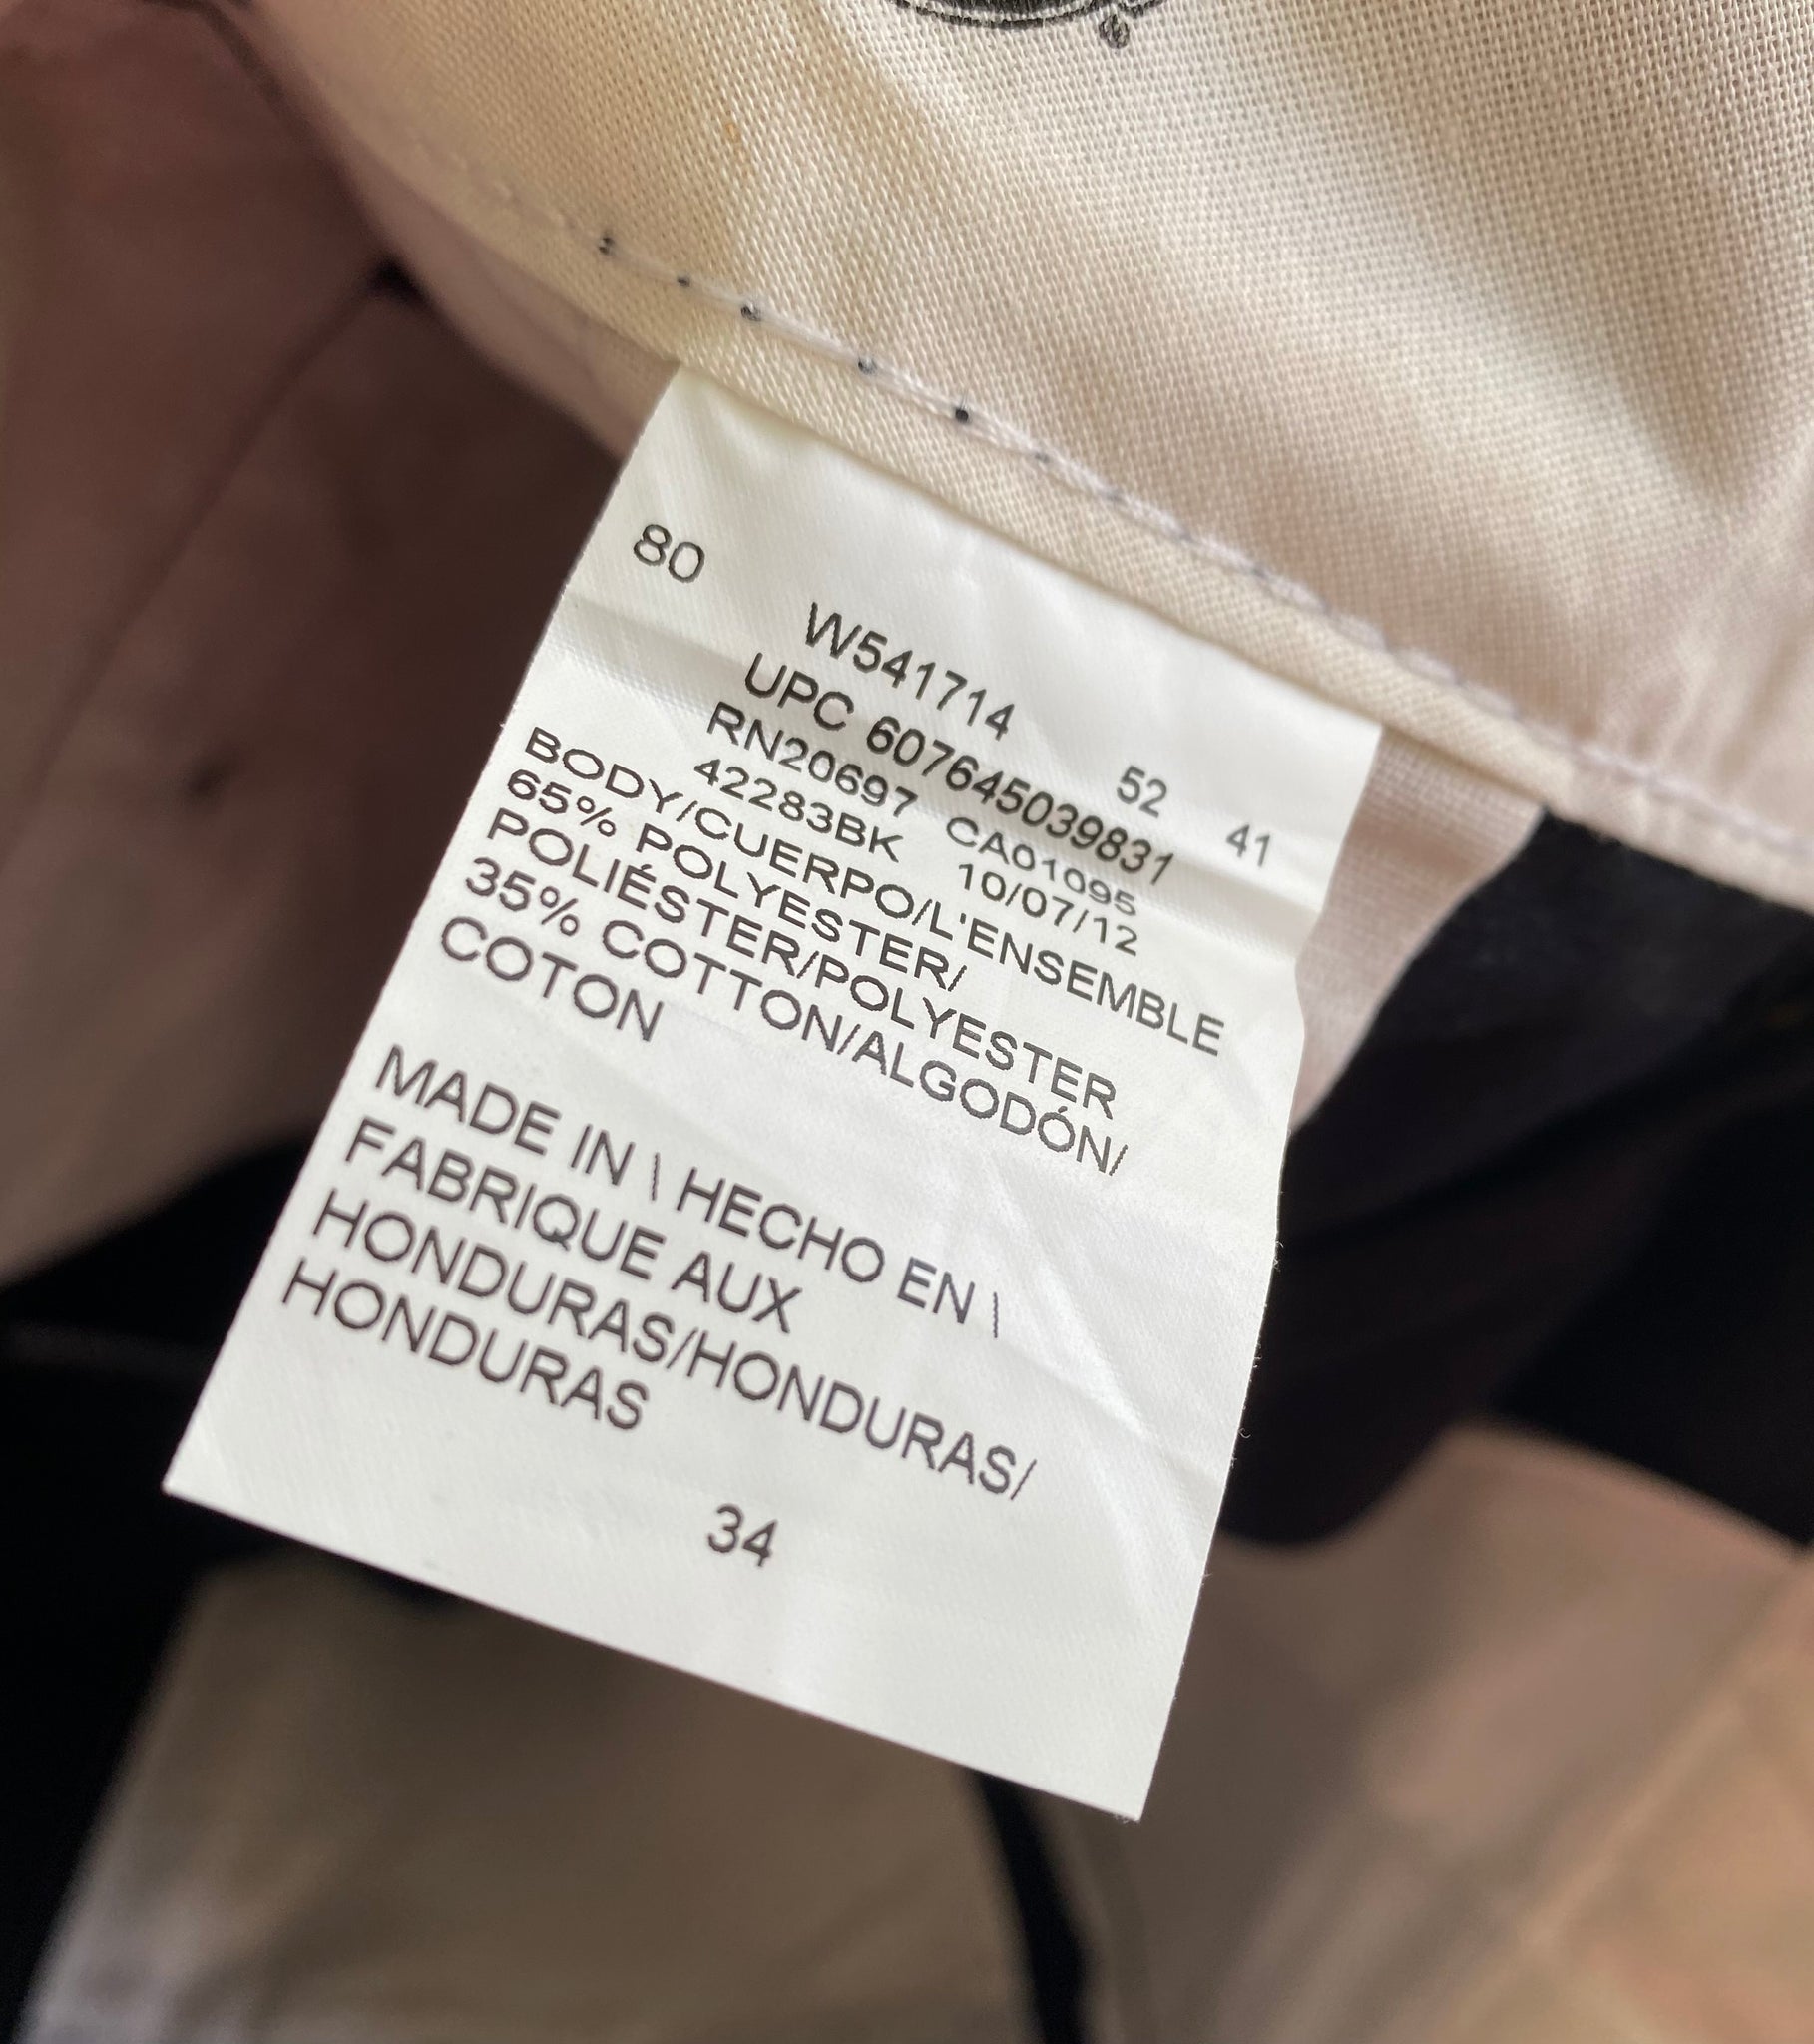 80
W541714 52 41
UPC 607645039831
RN20697 CA01095
42283BK 10/07/12
BODY/CUERPO/L'ENSEMBLE
65% POLYESTER/
POLIÉSTER/POLYESTER
35% COTTON/ALGODÓN/
COTON
MADE IN \ HECHO EN \
FABRIQUE AUX
HONDURAS/HONDURAS/
HONDURAS
34